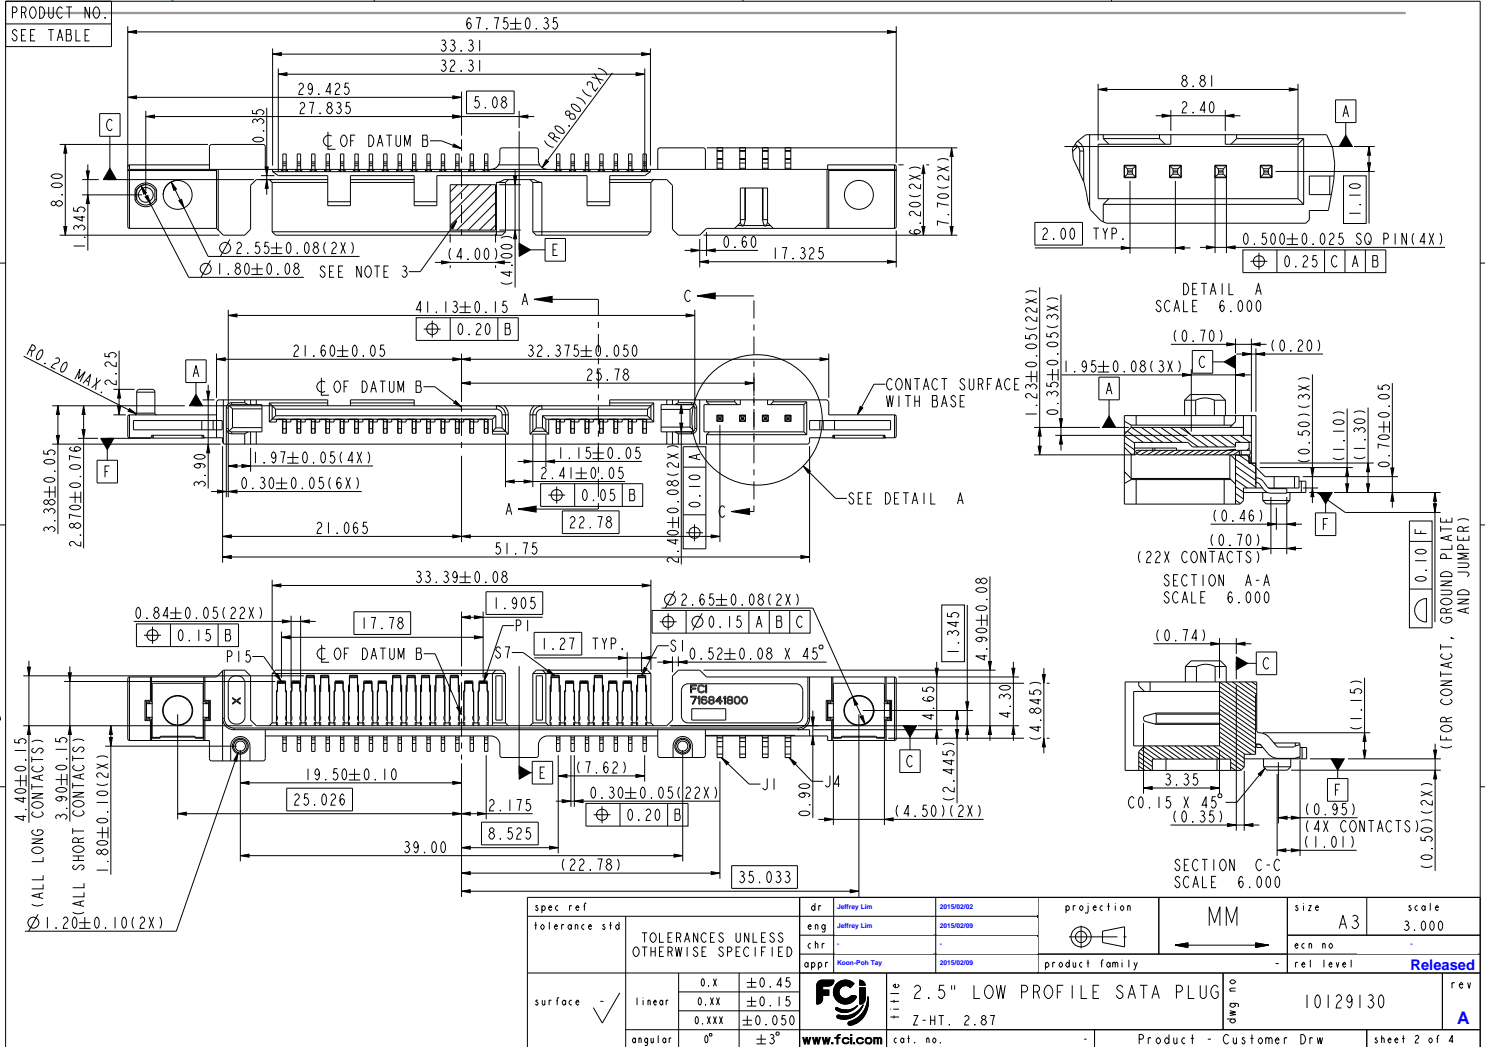 PRODUCT NO.
SEE TABLE
67.75±0.35
33.31
32.31
29.425
5.08
27.835
0.35
(R0.80)(2X)
C
℄ OF DATUM B
8.00
1.345
6.20(2X)
7.70(2X)
Ø2.55±0.08(2X)
Ø1.80±0.08
SEE NOTE 3
(4.00)
(4.00)
E
0.60
17.325
8.81
2.40
A
1.10
2.00 TYP.
0.500±0.025 SQ PIN(4X)
⌖ 0.25 C A B
DETAIL A
SCALE 6.000
41.13±0.15
⌖ 0.20 B
A
C
R0.20 MAX.
2.25
A
21.60±0.05
32.375±0.050
25.78
℄ OF DATUM B
CONTACT SURFACE
WITH BASE
3.38±0.05
2.870±0.076
F
3.90
1.97±0.05(4X)
0.30±0.05(6X)
1.15±0.05
2.41±0.05
⌖ 0.05 B
A
22.78
2.40±0.08(2X)
⌖ 0.10 A
C
SEE DETAIL A
21.065
51.75
(0.70)
(0.20)
1.95±0.08(3X)
C
1.23±0.05(22X)
0.35±0.05(3X)
A
(0.50)(3X)
(1.10)
(1.30)
0.70±0.05
(0.46)
(0.70)
(22X CONTACTS)
F
SECTION A-A
SCALE 6.000
⌓ 0.10 F
(FOR CONTACT, GROUND PLATE
AND JUMPER)
33.39±0.08
0.84±0.05(22X)
⌖ 0.15 B
17.78
1.905
P1
P15
℄ OF DATUM B
1.27 TYP.
S7
S1
Ø2.65±0.08(2X)
⌖ Ø0.15 A B C
0.52±0.08 X 45°
1.345
4.90±0.08
4.65
4.30
(4.845)
X
FCI
716841800
4.40±0.15
(ALL LONG CONTACTS)
3.90±0.15
(ALL SHORT CONTACTS)
1.80±0.10(2X)
Ø1.20±0.10(2X)
19.50±0.10
25.026
2.175
8.525
39.00
E
(7.62)
0.30±0.05(22X)
⌖ 0.20 B
J1
J4
0.90
(4.50)(2X)
(2.445)
C
(22.78)
35.033
(0.74)
C
(1.15)
3.35
C0.15 X 45°
(0.35)
F
(0.95)
(4X CONTACTS)
(1.01)
(0.50)(2X)
SECTION C-C
SCALE 6.000
spec ref
tolerance std
TOLERANCES UNLESS
OTHERWISE SPECIFIED
surface
linear
0.X ±0.45
0.XX ±0.15
0.XXX ±0.050
angular 0° ±3°
dr Jeffrey Lim 2015/02/02
eng Jeffrey Lim 2015/02/09
chr - -
appr Koon-Poh Tay 2015/02/09
projection
MM
size A3
scale 3.000
ecn no -
product family -
rel level Released
FCi
www.fci.com
title
2.5" LOW PROFILE SATA PLUG
Z-HT. 2.87
dwg no
10129130
rev
A
cat. no. -
Product - Customer Drw
sheet 2 of 4